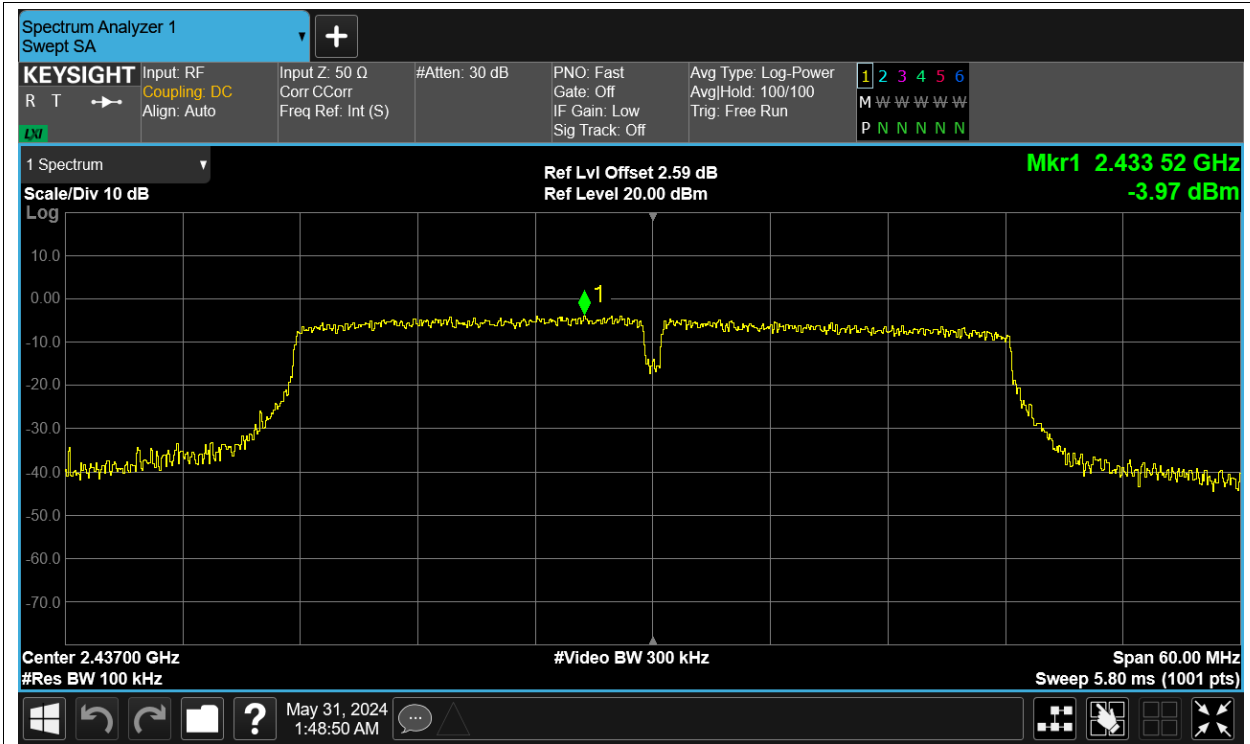 Spectrum Analyzer 1
Swept SA
KEYSIGHT
R T
LXI
Input: RF
Coupling: DC
Align: Auto
Input Z: 50 Ω
Corr CCorr
Freq Ref: Int (S)
#Atten: 30 dB
PNO: Fast
Gate: Off
IF Gain: Low
Sig Track: Off
Avg Type: Log-Power
Avg|Hold: 100/100
Trig: Free Run
1 2 3 4 5 6
M W W W W W W
P N N N N N
1 Spectrum
Scale/Div 10 dB
Log
Ref Lvl Offset 2.59 dB
Ref Level 20.00 dBm
Mkr1 2.433 52 GHz
-3.97 dBm
10.0
0.00
-10.0
-20.0
-30.0
-40.0
-50.0
-60.0
-70.0
1
Center 2.43700 GHz
#Res BW 100 kHz
#Video BW 300 kHz
Span 60.00 MHz
Sweep 5.80 ms (1001 pts)
?
May 31, 2024
1:48:50 AM